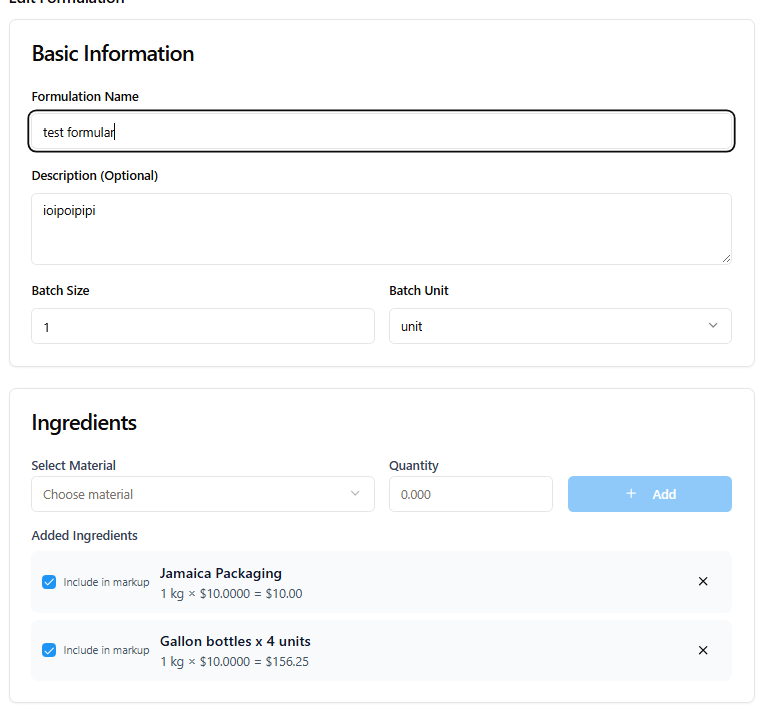 Edit Formulation
Basic Information
Formulation Name
test formular
Description (Optional)
ioipoipipi
Batch Size
Batch Unit
1
unit
Ingredients
Select Material
Quantity
Choose material
0.000
+ Add
Added Ingredients
Include in markup
Jamaica Packaging
1 kg × $10.0000 = $10.00
Include in markup
Gallon bottles x 4 units
1 kg × $10.0000 = $156.25